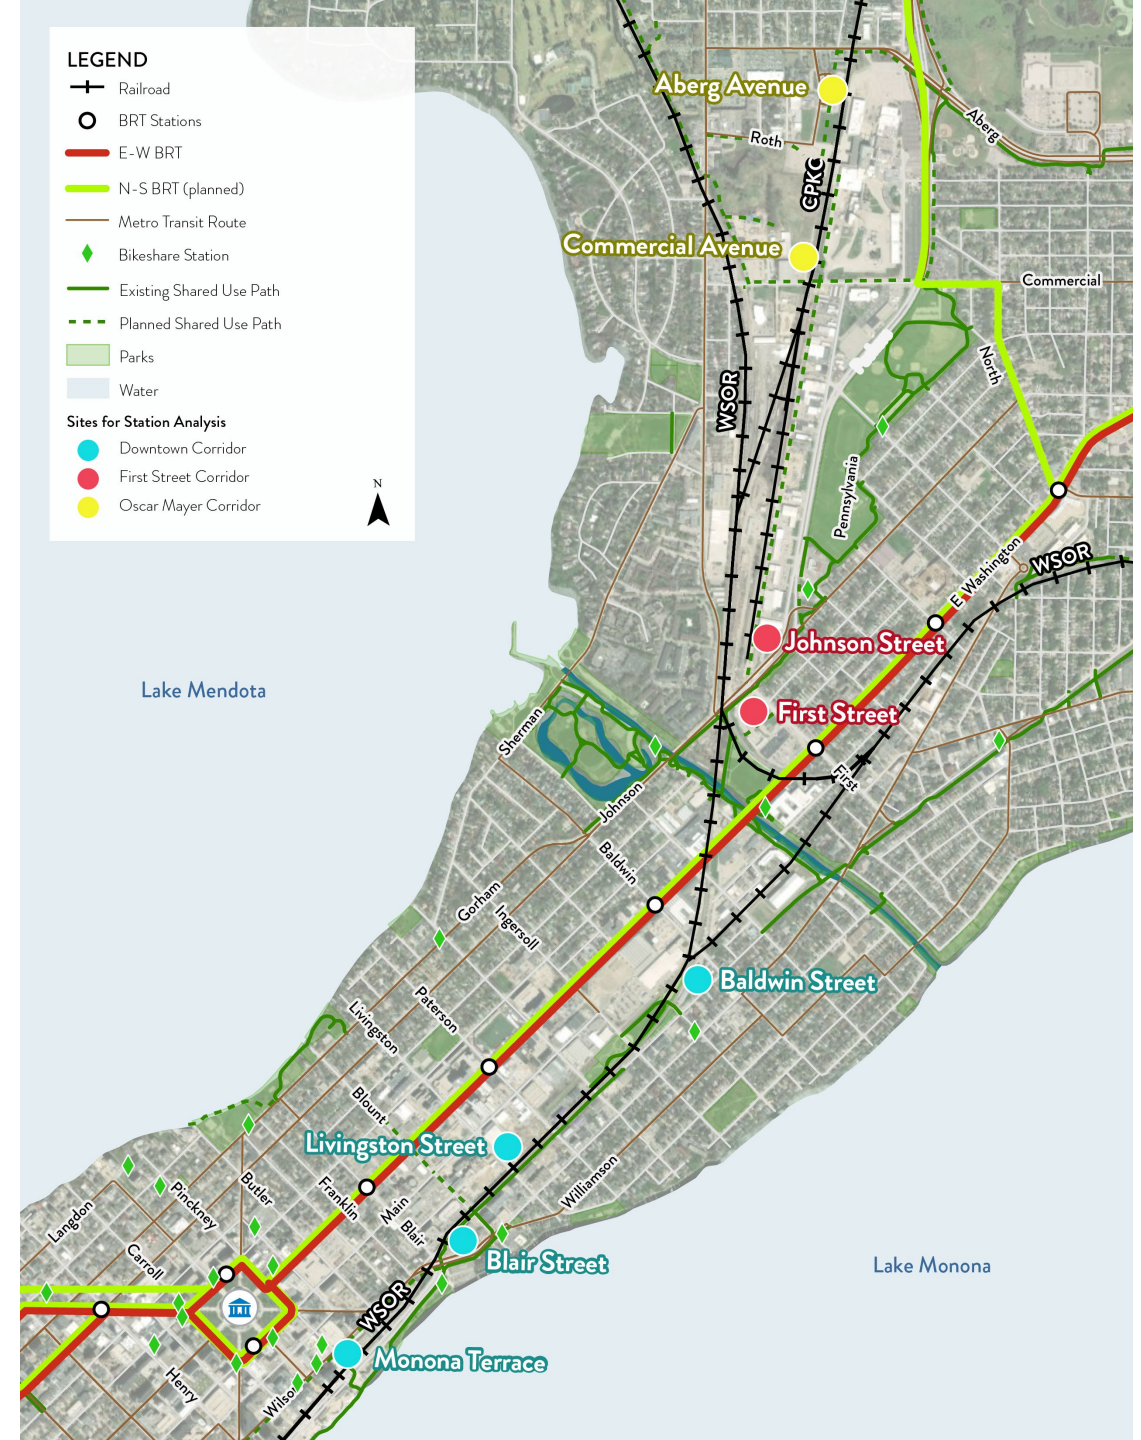 LEGEND
Railroad
BRT Stations
E-W BRT
N-S BRT (planned)
Metro Transit Route
Bikeshare Station
Existing Shared Use Path
Planned Shared Use Path
Parks
Water
Sites for Station Analysis
Downtown Corridor
First Street Corridor
Oscar Mayer Corridor
N
Aberg Avenue
Aberg
Roth
CPKC
Commercial Avenue
Commercial
North
WSOR
Pennsylvania
E. Washington
WSOR
Johnson Street
Lake Mendota
First Street
Sherman
First
Johnson
Baldwin
Gorham
Ingersoll
Baldwin Street
Paterson
Livingston
Blount
Livingston Street
Williamson
Butler
Pinckney
Franklin
Main
Langdon
Blair
Carroll
Blair Street
Lake Monona
WSOR
Monona Terrace
Henry
Wilson